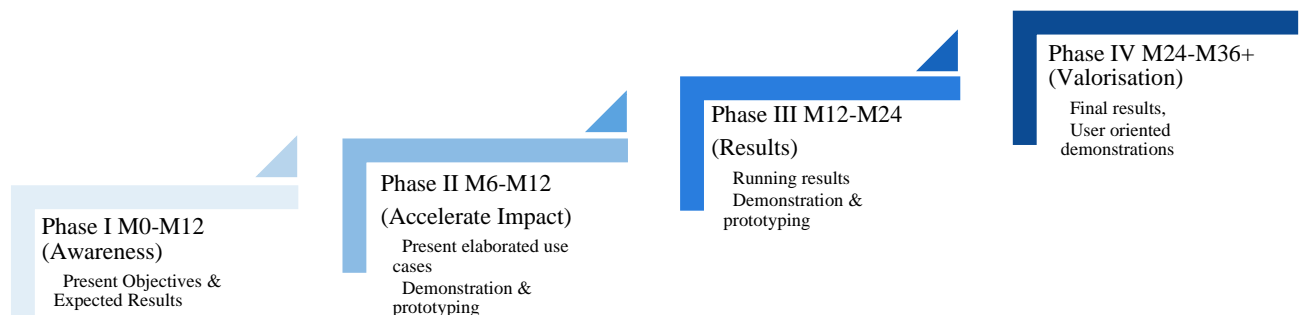 Phase I M0-M12
(Awareness)
Present Objectives &
Expected Results
Phase II M6-M12
(Accelerate Impact)
Present elaborated use
cases
Demonstration &
prototyping
Phase III M12-M24
(Results)
Running results
Demonstration &
prototyping
Phase IV M24-M36+
(Valorisation)
Final results,
User oriented
demonstrations